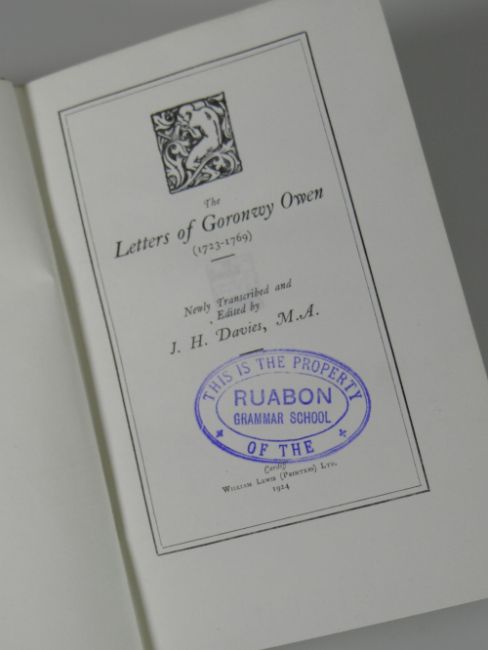 The
Letters of Goronwy Owen
(1723-1769)
Newly Transcribed and
Edited by
J. H. Davies, M.A.
THIS IS THE PROPERTY
RUABON
GRAMMAR SCHOOL
OF THE
Cardiff
William Lewis (Printers) Ltd.
1924